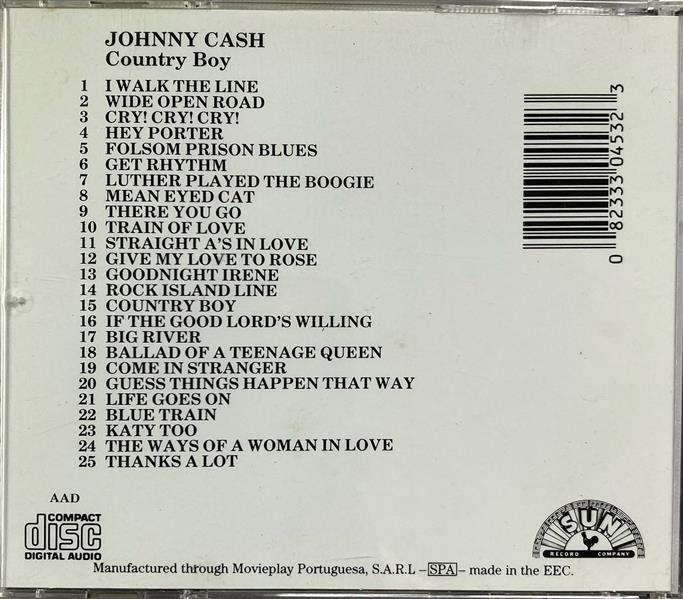 JOHNNY CASH
Country Boy
1 I WALK THE LINE
2 WIDE OPEN ROAD
3 CRY! CRY! CRY!
4 HEY PORTER
5 FOLSOM PRISON BLUES
6 GET RHYTHM
7 LUTHER PLAYED THE BOOGIE
8 MEAN EYED CAT
9 THERE YOU GO
10 TRAIN OF LOVE
11 STRAIGHT A'S IN LOVE
12 GIVE MY LOVE TO ROSE
13 GOODNIGHT IRENE
14 ROCK ISLAND LINE
15 COUNTRY BOY
16 IF THE GOOD LORD'S WILLING
17 BIG RIVER
18 BALLAD OF A TEENAGE QUEEN
19 COME IN STRANGER
20 GUESS THINGS HAPPEN THAT WAY
21 LIFE GOES ON
22 BLUE TRAIN
23 KATY TOO
24 THE WAYS OF A WOMAN IN LOVE
25 THANKS A LOT
0 82333 04532 3
AAD
COMPACT
disc
DIGITAL AUDIO
SUN
RECORD COMPANY
Manufactured through Movieplay Portuguesa, S.A.R.L – SPA – made in the EEC.